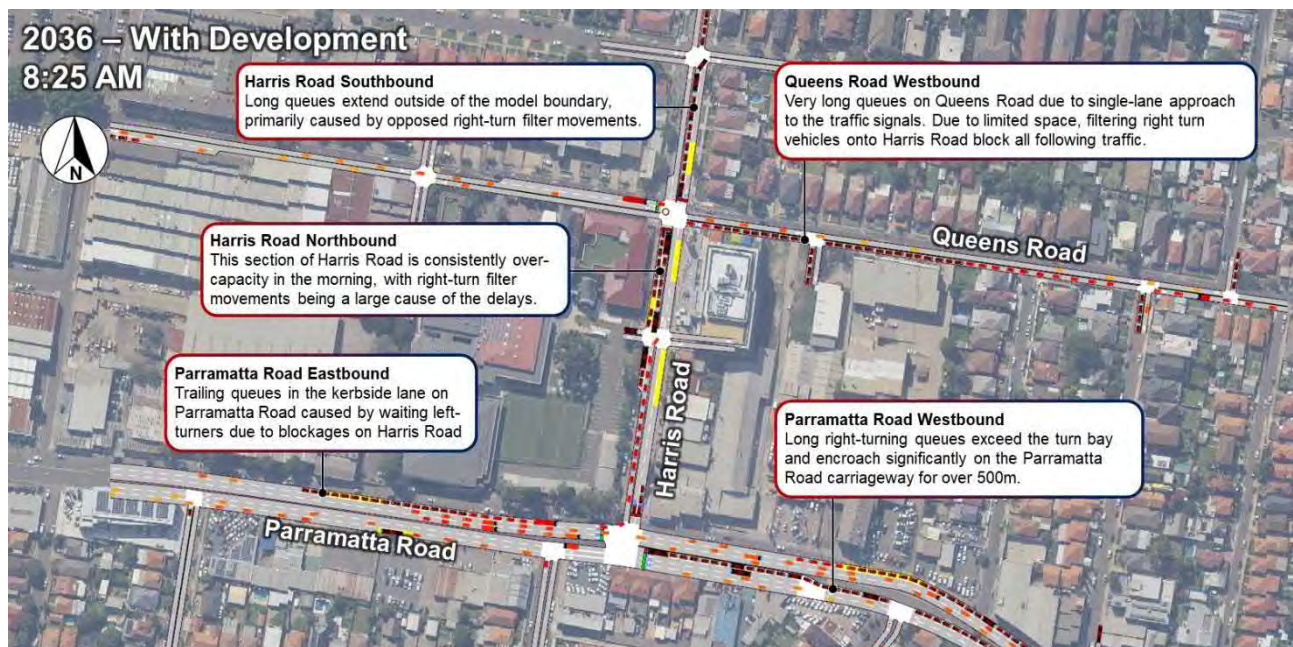 2036 – With Development
8:25 AM
N
Harris Road Southbound
Long queues extend outside of the model boundary,
primarily caused by opposed right-turn filter movements.
Queens Road Westbound
Very long queues on Queens Road due to single-lane approach
to the traffic signals. Due to limited space, filtering right turn
vehicles onto Harris Road block all following traffic.
Harris Road Northbound
This section of Harris Road is consistently over-
capacity in the morning, with right-turn filter
movements being a large cause of the delays.
Queens Road
Parramatta Road Eastbound
Trailing queues in the kerbside lane on
Parramatta Road caused by waiting left-
turners due to blockages on Harris Road
Harris Road
Parramatta Road Westbound
Long right-turning queues exceed the turn bay
and encroach significantly on the Parramatta
Road carriageway for over 500m.
Parramatta Road